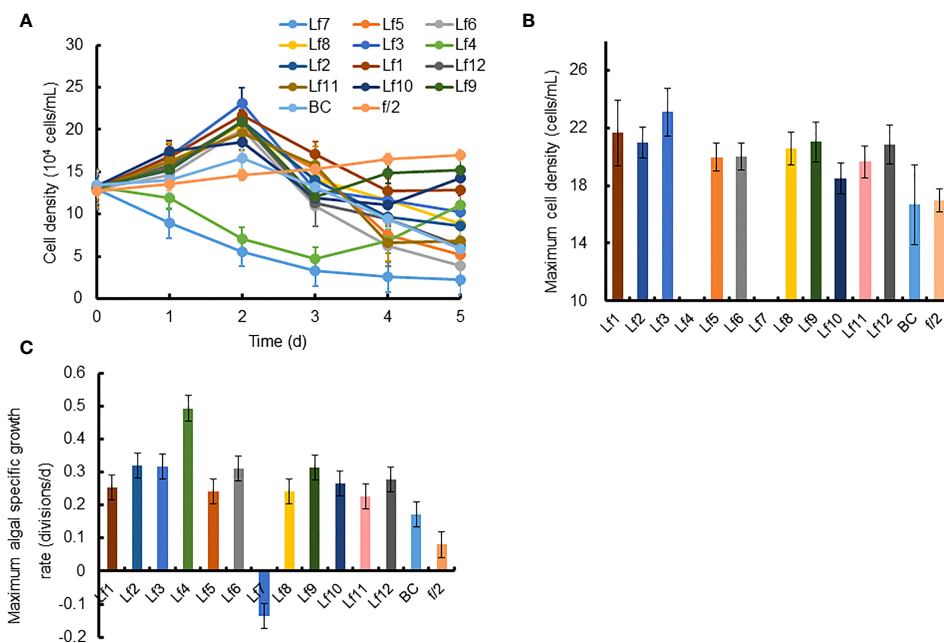 A
Lf7 Lf5 Lf6
Lf8 Lf3 Lf4
Lf2 Lf1 Lf12
Lf11 Lf10 Lf9
BC f/2
Cell density (10⁴ cells/mL)
30
25
20
15
10
5
0
0 1 2 3 4 5
Time (d)
B
Maximum cell density (cells/mL)
26
22
18
14
10
Lf1 Lf2 Lf3 Lf4 Lf5 Lf6 Lf7 Lf8 Lf9 Lf10 Lf11 Lf12 BC f/2
C
Maximum algal specific growth
rate (divisions/d)
0.6
0.5
0.4
0.3
0.2
0.1
0
-0.1
-0.2
Lf1 Lf2 Lf3 Lf4 Lf5 Lf6 Lf7 Lf8 Lf9 Lf10 Lf11 Lf12 BC f/2